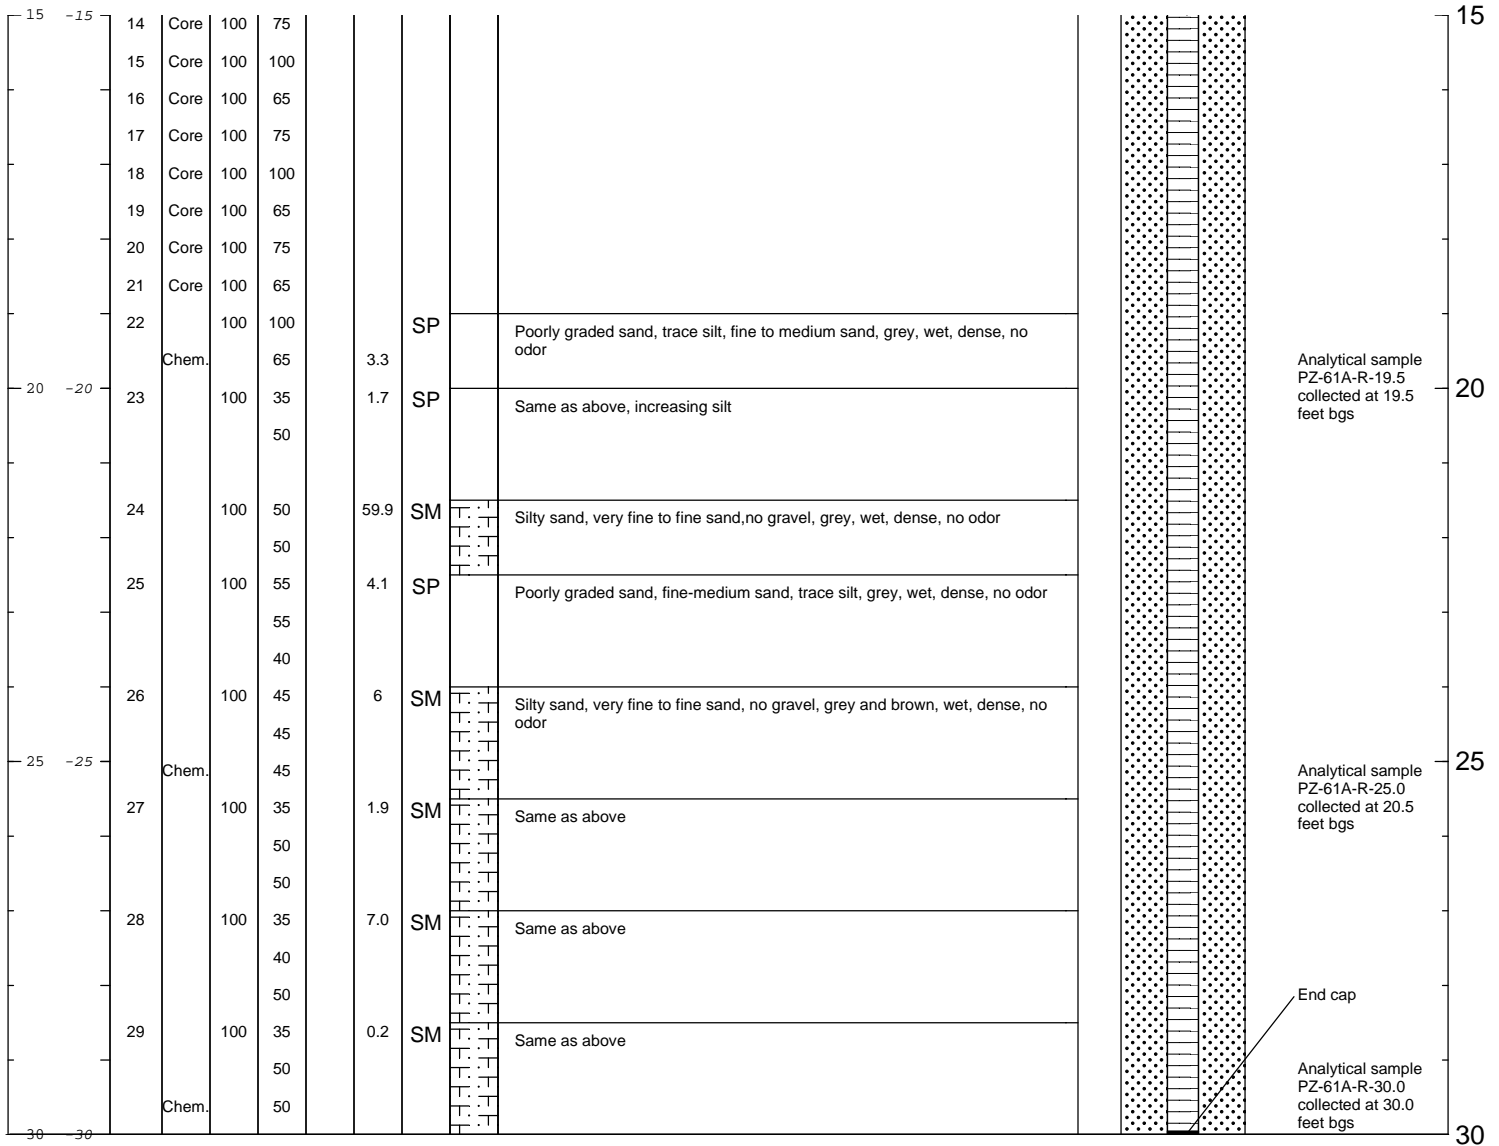 15 -15 14 Core 100 75 15
15 Core 100 100
16 Core 100 65
17 Core 100 75
18 Core 100 100
19 Core 100 65
20 Core 100 75
21 Core 100 65
22 100 100 SP Poorly graded sand, trace silt, fine to medium sand, grey, wet, dense, no
odor
Chem. 65 3.3
Analytical sample
PZ-61A-R-19.5
collected at 19.5
feet bgs
20 -20 20
23 100 35 1.7 SP Same as above, increasing silt
50
24 100 50 59.9 SM Silty sand, very fine to fine sand,no gravel, grey, wet, dense, no odor
50
25 100 55 4.1 SP Poorly graded sand, fine-medium sand, trace silt, grey, wet, dense, no odor
55
40
26 100 45 6 SM Silty sand, very fine to fine sand, no gravel, grey and brown, wet, dense, no
odor
45
25 -25 25
Chem. 45
Analytical sample
PZ-61A-R-25.0
collected at 20.5
feet bgs
27 100 35 1.9 SM Same as above
50
50
28 100 35 7.0 SM Same as above
40
50
End cap
29 100 35 0.2 SM Same as above
50
Chem. 50
Analytical sample
PZ-61A-R-30.0
collected at 30.0
feet bgs
30 -30 30